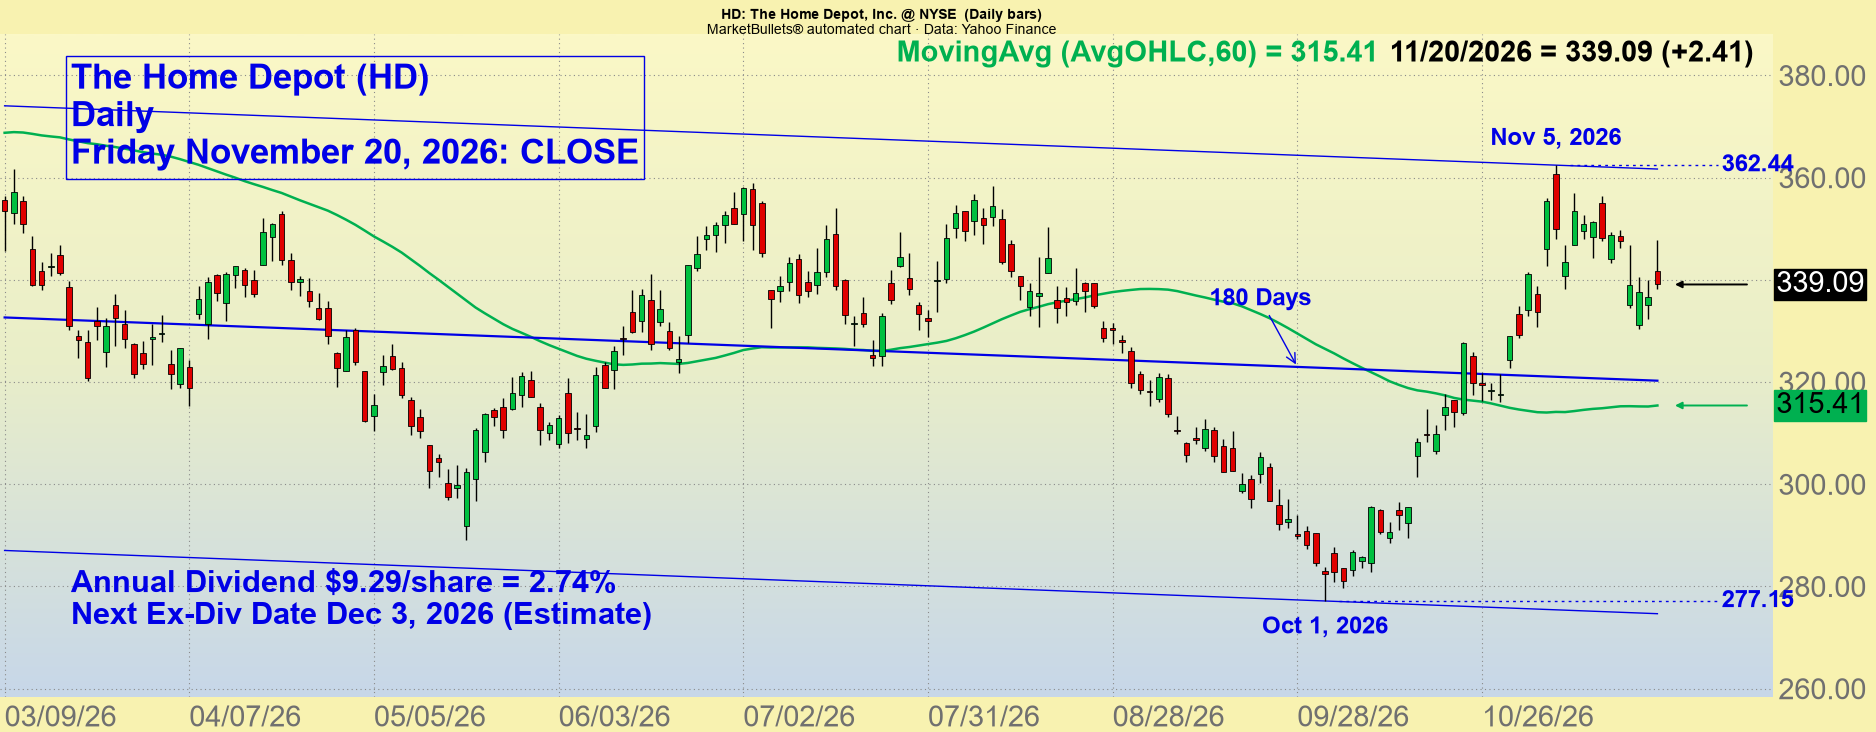 HD: The Home Depot, Inc. @ NYSE (Daily bars)
MarketBullets® automated chart · Data: Yahoo Finance
MovingAvg (AvgOHLC,60) = 315.41 11/20/2026 = 339.09 (+2.41)
The Home Depot (HD)
Daily
Friday November 20, 2026: CLOSE
380.00
Nov 5, 2026
362.44
360.00
339.09
180 Days
320.00
315.41
300.00
280.00
277.15
Annual Dividend $9.29/share = 2.74%
Next Ex-Div Date Dec 3, 2026 (Estimate)
Oct 1, 2026
260.00
03/09/26 04/07/26 05/05/26 06/03/26 07/02/26 07/31/26 08/28/26 09/28/26 10/26/26